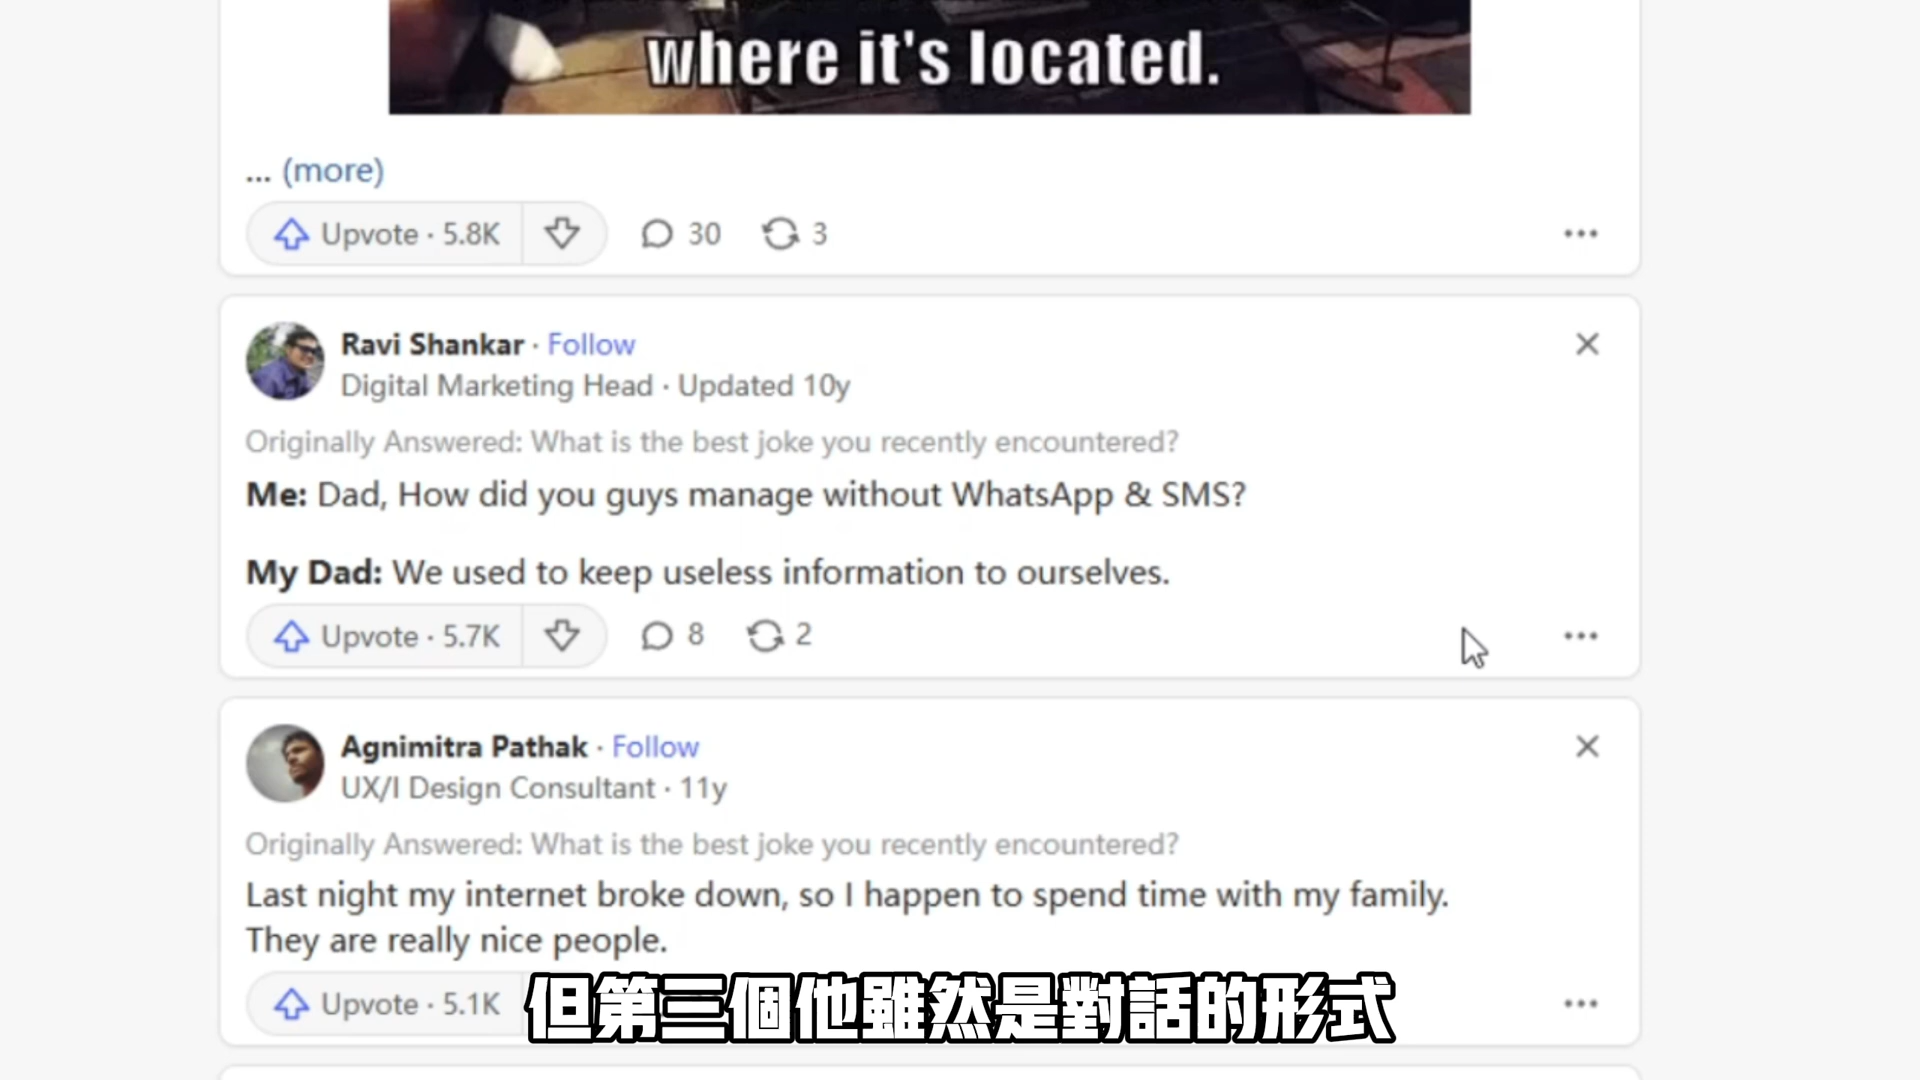 where it's located.
... (more)
Upvote · 5.8K 30 3
Ravi Shankar · Follow
Digital Marketing Head · Updated 10y
Originally Answered: What is the best joke you recently encountered?
Me: Dad, How did you guys manage without WhatsApp & SMS?
My Dad: We used to keep useless information to ourselves.
Upvote · 5.7K 8 2
Agnimitra Pathak · Follow
UX/I Design Consultant · 11y
Originally Answered: What is the best joke you recently encountered?
Last night my internet broke down, so I happen to spend time with my family.
They are really nice people.
Upvote · 5.1K
但第三個他雖然是對話的形式